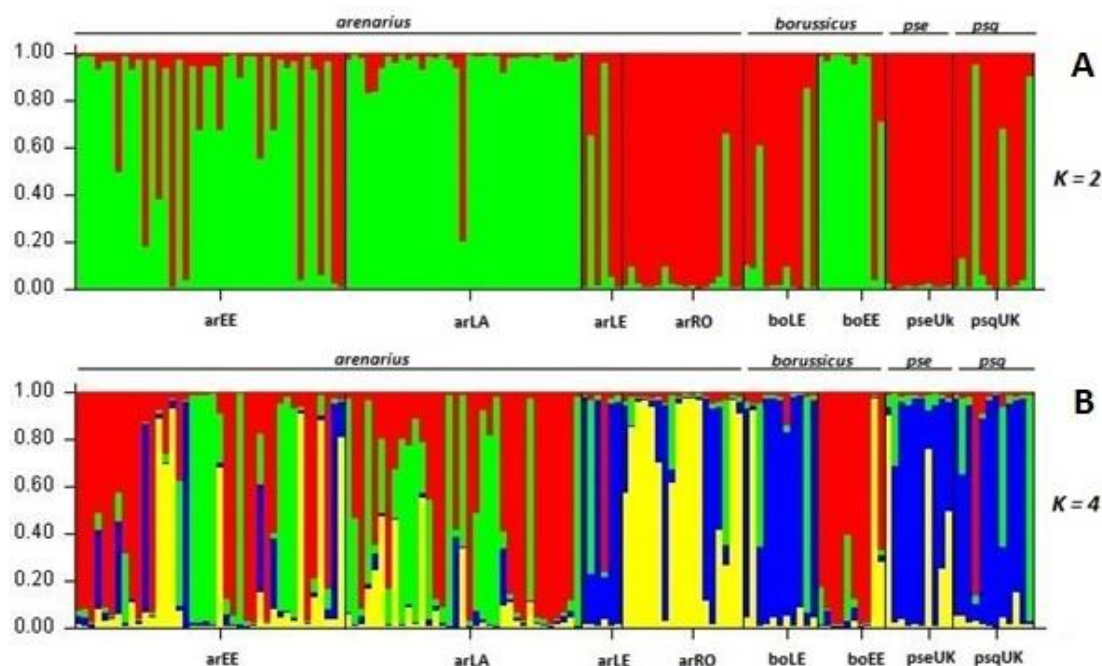 arenarius borussicus pse psq
1.00 A
0.80
0.60
K = 2
0.40
0.20
0.00
arEE arLA arLE arRO boLE boEE pseUk psqUK
arenarius borussicus pse psq
1.00 B
0.80
0.60
K = 4
0.40
0.20
0.00
arEE arLA arLE arRO boLE boEE pseUK psqUK